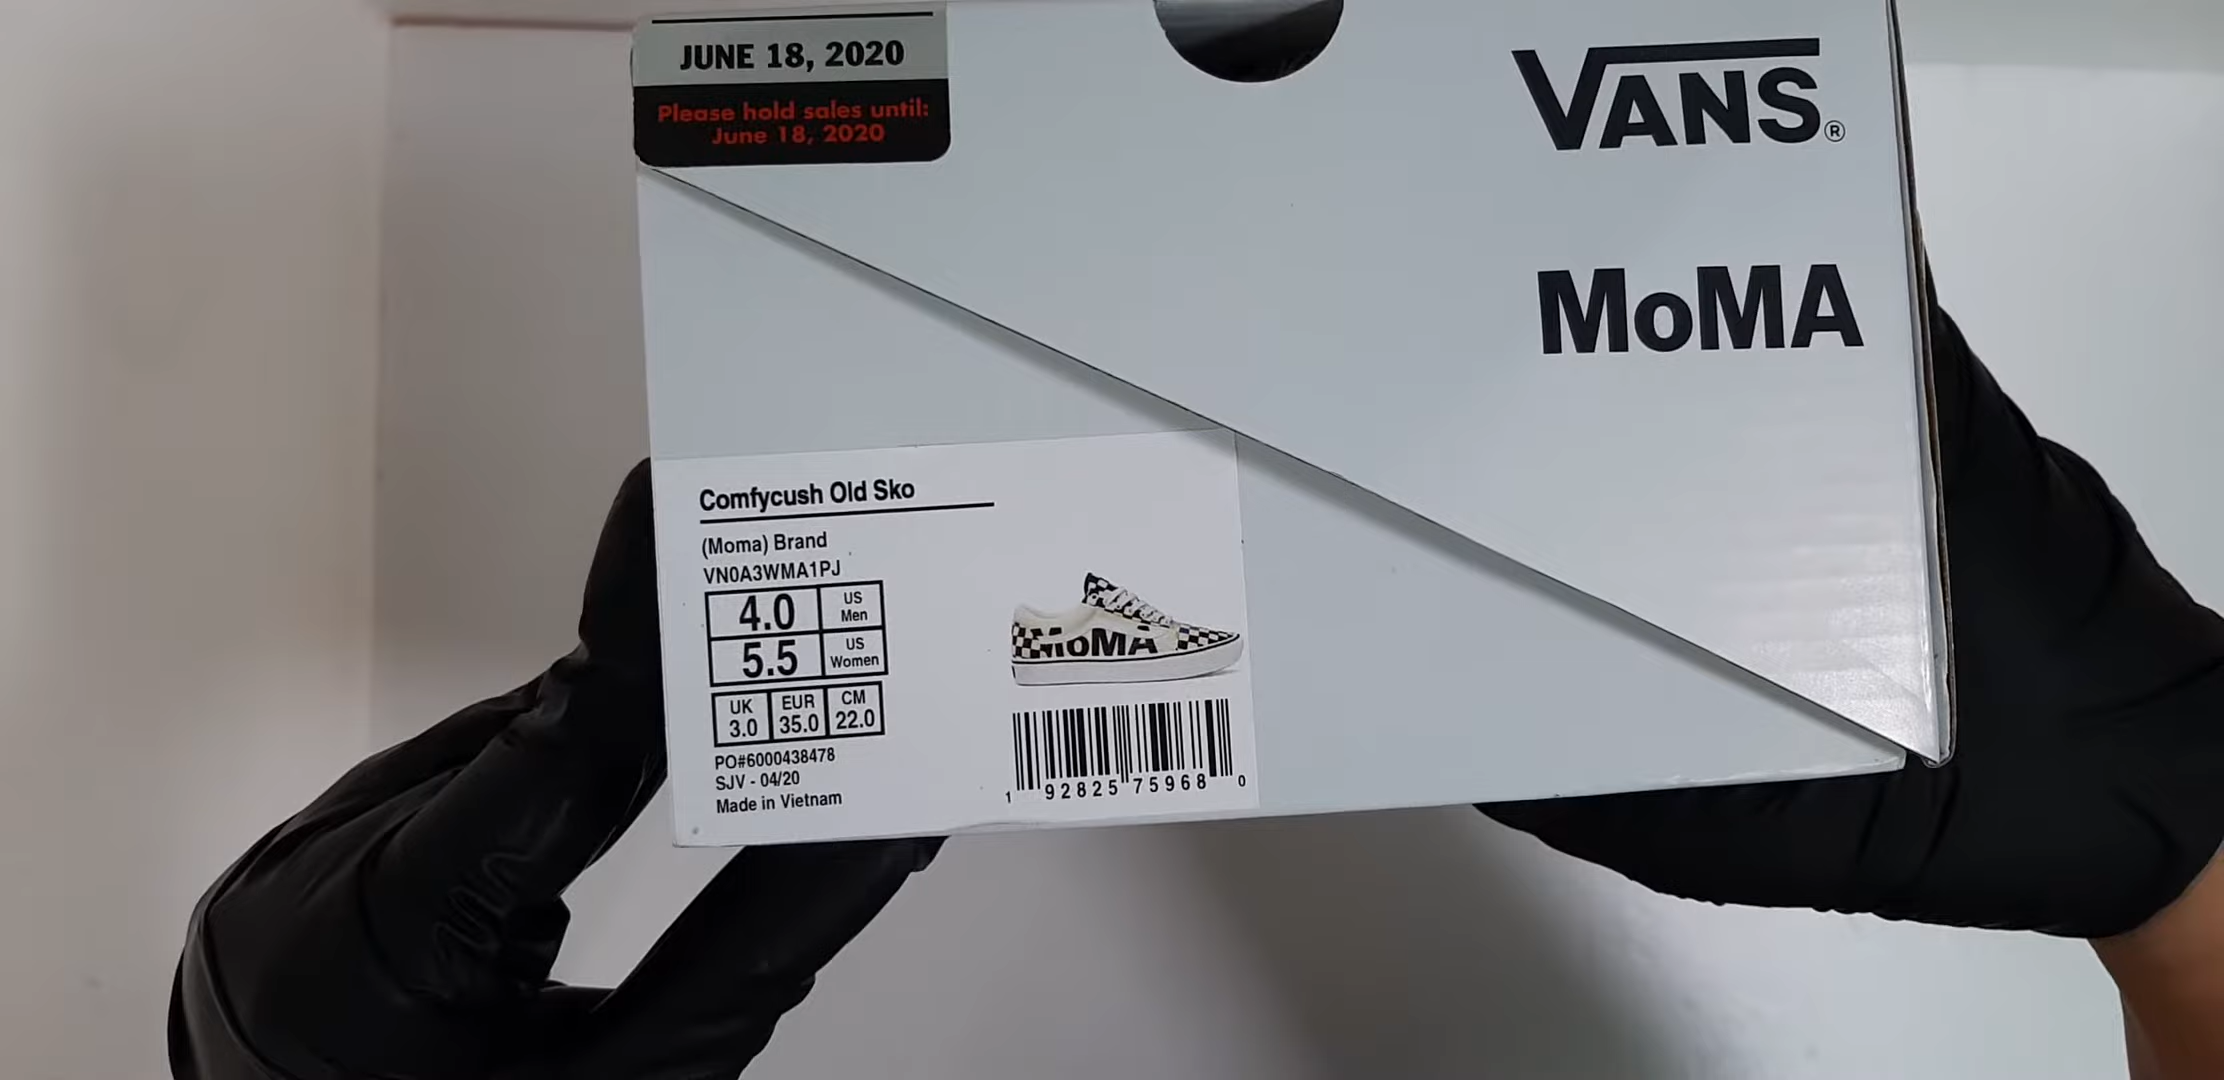 JUNE 18, 2020
Please hold sales until:
June 18, 2020
VANS®
MoMA
Comfycush Old Sko
(Moma) Brand
VN0A3WMA1PJ
4.0 US Men
5.5 US Women
UK 3.0 EUR 35.0 CM 22.0
PO#6000438478
SJV - 04/20
Made in Vietnam
MoMA
1 92825 75968 0